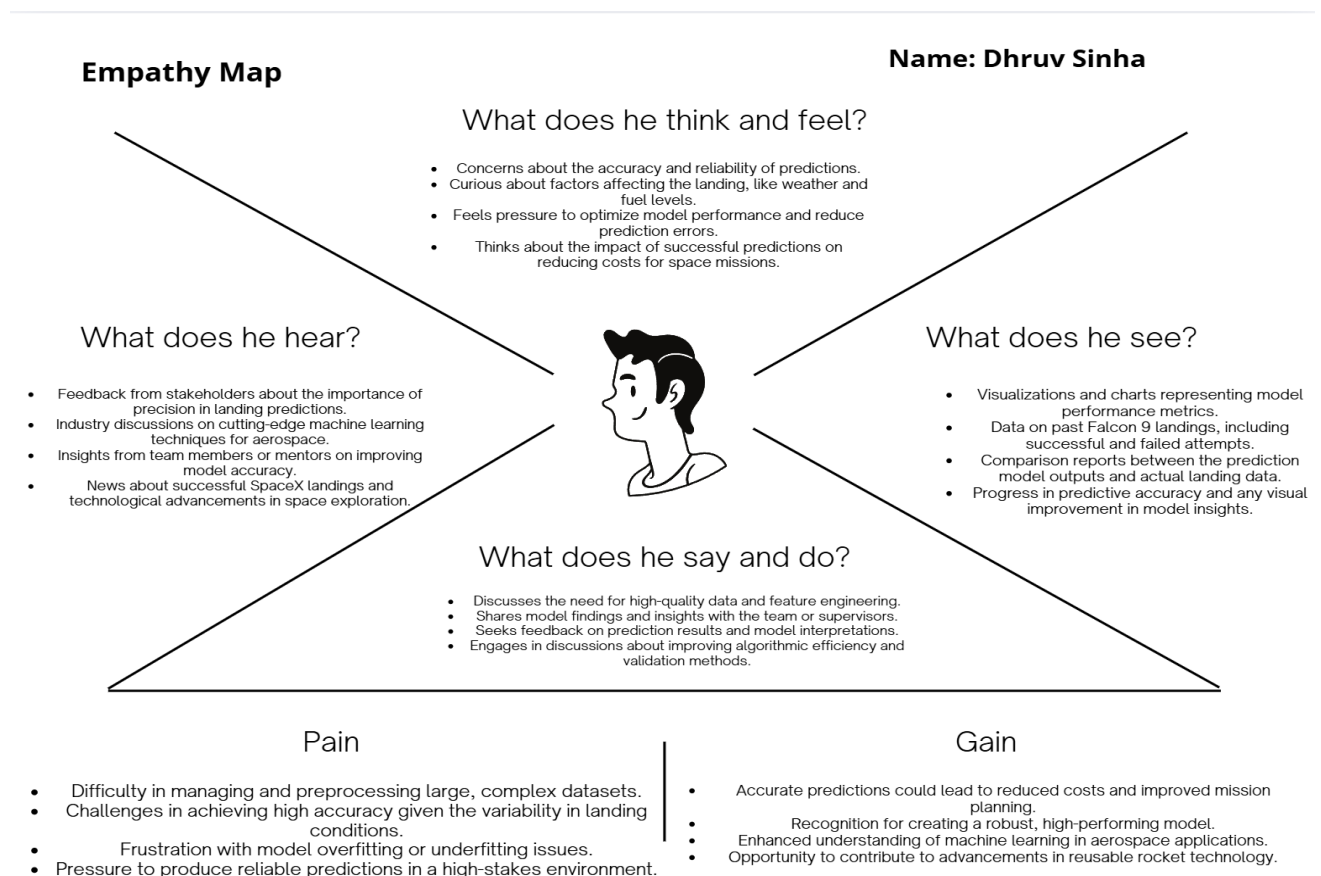 Empathy Map
Name: Dhruv Sinha
What does he think and feel?
• Concerns about the accuracy and reliability of predictions.
• Curious about factors affecting the landing, like weather and
fuel levels.
• Feels pressure to optimize model performance and reduce
prediction errors.
• Thinks about the impact of successful predictions on
reducing costs for space missions.
What does he hear?
• Feedback from stakeholders about the importance of
precision in landing predictions.
• Industry discussions on cutting-edge machine learning
techniques for aerospace.
• Insights from team members or mentors on improving
model accuracy.
• News about successful SpaceX landings and
technological advancements in space exploration.
What does he see?
• Visualizations and charts representing model
performance metrics.
• Data on past Falcon 9 landings, including
successful and failed attempts.
• Comparison reports between the prediction
model outputs and actual landing data.
• Progress in predictive accuracy and any visual
improvement in model insights.
What does he say and do?
• Discusses the need for high-quality data and feature engineering.
• Shares model findings and insights with the team or supervisors.
• Seeks feedback on prediction results and model interpretations.
• Engages in discussions about improving algorithmic efficiency and
validation methods.
Pain
• Difficulty in managing and preprocessing large, complex datasets.
• Challenges in achieving high accuracy given the variability in landing
conditions.
• Frustration with model overfitting or underfitting issues.
• Pressure to produce reliable predictions in a high-stakes environment.
Gain
• Accurate predictions could lead to reduced costs and improved mission
planning.
• Recognition for creating a robust, high-performing model.
• Enhanced understanding of machine learning in aerospace applications.
• Opportunity to contribute to advancements in reusable rocket technology.